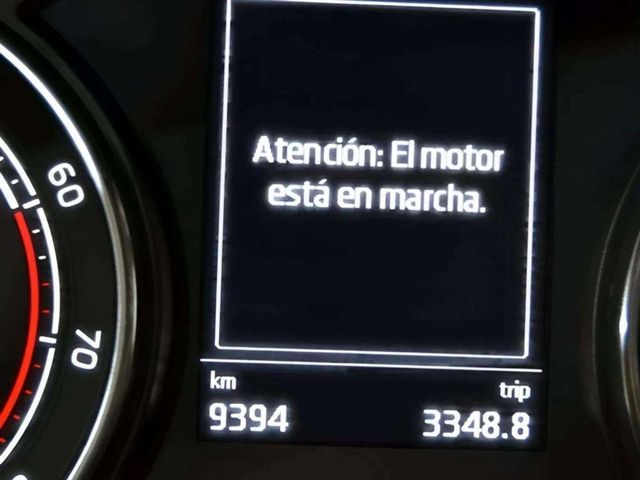 Atención: El motor
está en marcha.
60
70
km
trip
9394
3348.8